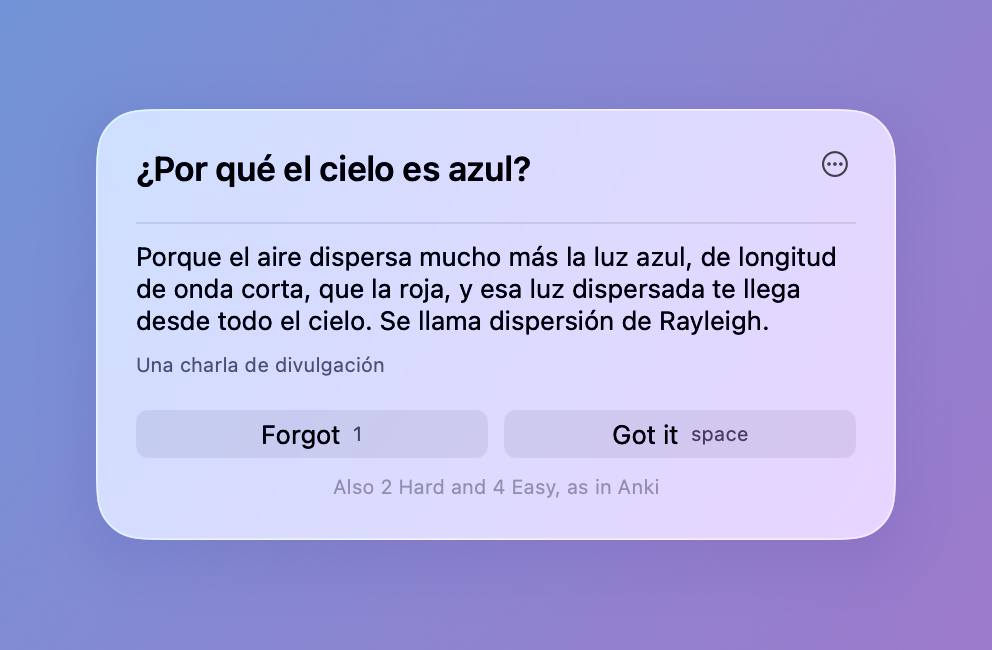 ¿Por qué el cielo es azul?
Porque el aire dispersa mucho más la luz azul, de longitud
de onda corta, que la roja, y esa luz dispersada te llega
desde todo el cielo. Se llama dispersión de Rayleigh.
Una charla de divulgación
Forgot 1
Got it space
Also 2 Hard and 4 Easy, as in Anki